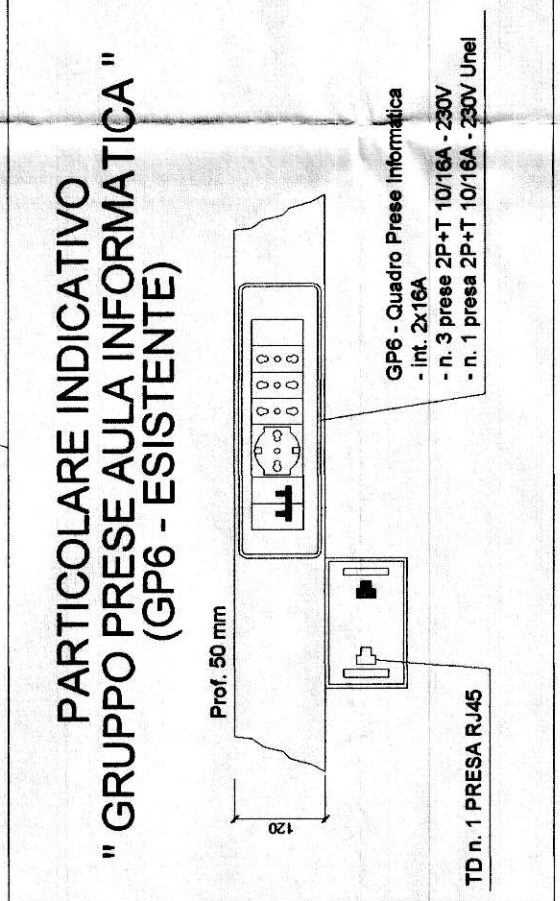 PARTICOLARE INDICATIVO
" GRUPPO PRESE AULA INFORMATICA "
(GP6 - ESISTENTE)
Prof. 50 mm
120
GP6 - Quadro Prese Informatica
- int. 2x16A
- n. 3 prese 2P+T 10/16A - 230V
- n. 1 presa 2P+T 10/16A - 230V Unel
TD n. 1 PRESA RJ45